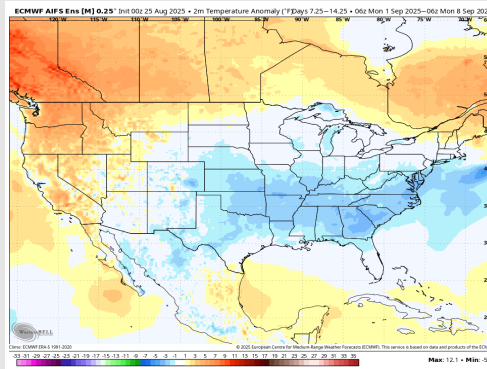 ECMWF AIFS Ens [M] 0.25° Init 00z 25 Aug 2025 • 2m Temperature Anomaly (°F)Days 7.25−14.25 • 06z Mon 1 Sep 2025−06z Mon 8 Sep 202
120°W 115°W 110°W 105°W 100°W 95°W 90°W 85°W 80°W 75°W 70°W
WeatherBELL
Climo: ECMWF ERA-5 1991-2020
© 2025 European Centre for Medium-Range Weather Forecasts (ECMWF). This service is based on data and products of the ECM
-33 -31 -29 -27 -25 -23 -21 -19 -17 -15 -13 -11 -9 -7 -5 -3 -1 1 3 5 7 9 11 13 15 17 19 21 23 25 27 29 31 33 35
Max: 12.1 • Min: -5